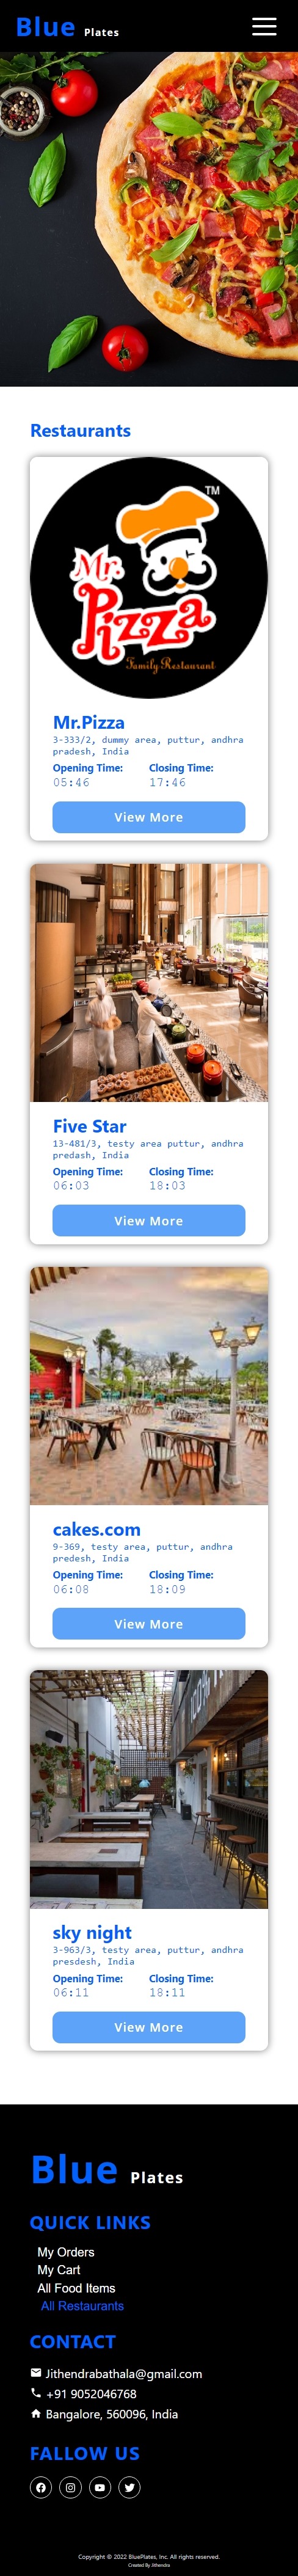 Blue Plates
Restaurants
TM
Mr.
Pizza
Family Restaurant
Mr.Pizza
3-333/2, dummy area, puttur, andhra
pradesh, India
Opening Time: Closing Time:
05:46 17:46
View More
Five Star
13-481/3, testy area puttur, andhra
predash, India
Opening Time: Closing Time:
06:03 18:03
View More
cakes.com
9-369, testy area, puttur, andhra
predesh, India
Opening Time: Closing Time:
06:08 18:09
View More
sky night
3-963/3, testy area, puttur, andhra
presdesh, India
Opening Time: Closing Time:
06:11 18:11
View More
Blue Plates
QUICK LINKS
My Orders
My Cart
All Food Items
All Restaurants
CONTACT
Jithendrabathala@gmail.com
+91 9052046768
Bangalore, 560096, India
FALLOW US
Copyright © 2022 BluePlates, Inc. All rights reserved.
Created By Jithendra